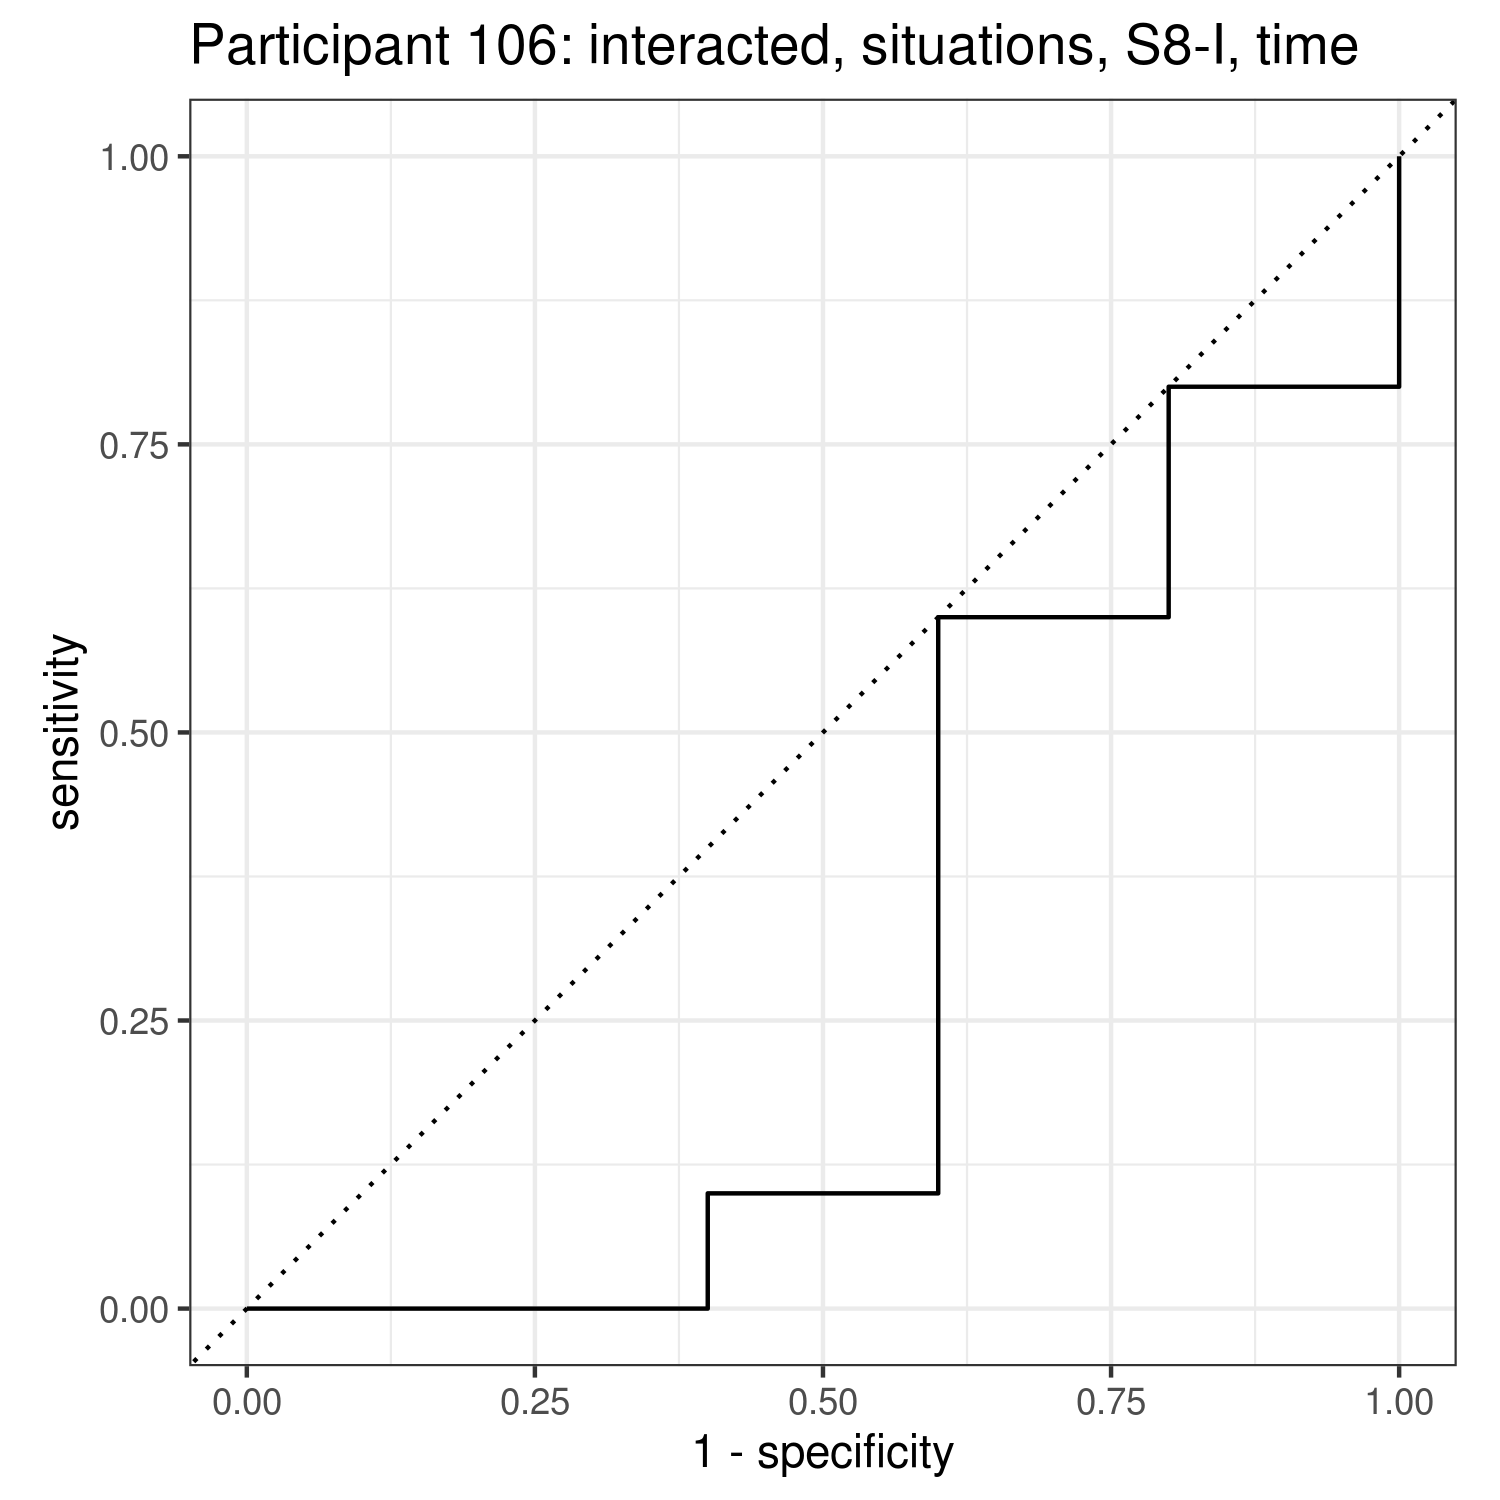 Participant 106: interacted, situations, S8-I, time
1.00
0.75
0.50
0.25
0.00
sensitivity
0.00 0.25 0.50 0.75 1.00
1 - specificity